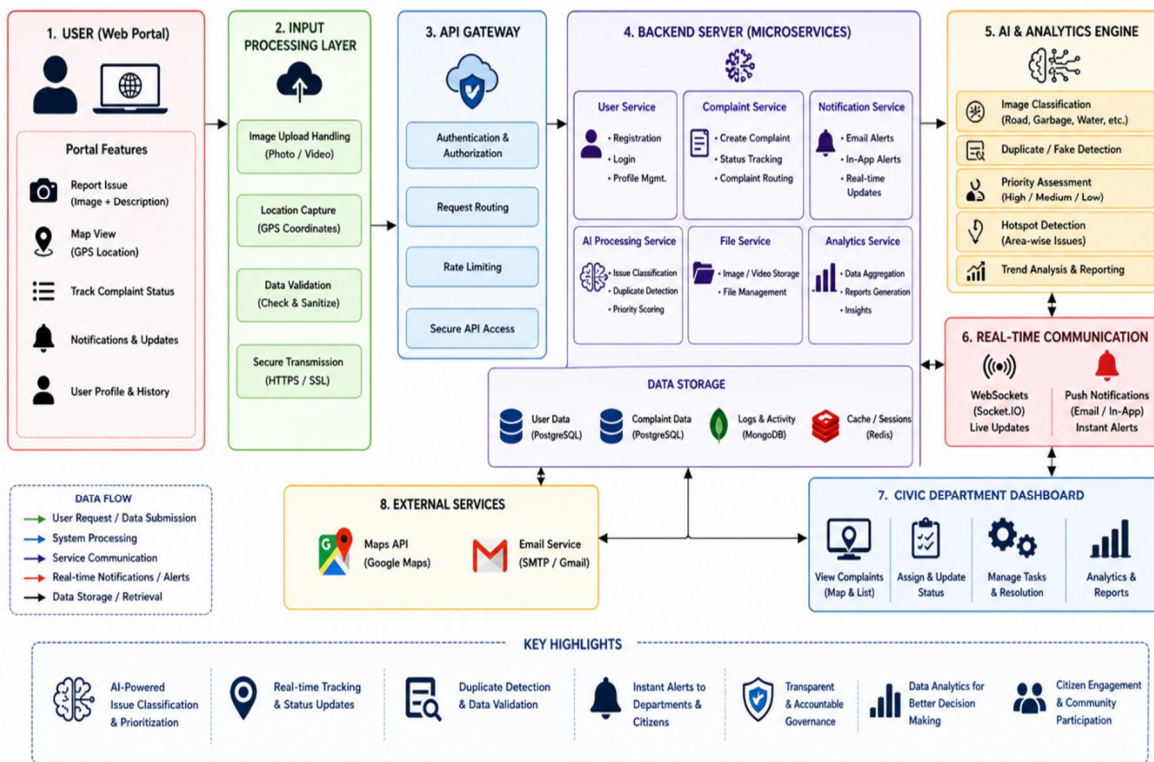 1. USER (Web Portal)
Portal Features
Report Issue
(Image + Description)
Map View
(GPS Location)
Track Complaint Status
Notifications & Updates
User Profile & History
2. INPUT
PROCESSING LAYER
Image Upload Handling
(Photo / Video)
Location Capture
(GPS Coordinates)
Data Validation
(Check & Sanitize)
Secure Transmission
(HTTPS / SSL)
3. API GATEWAY
Authentication &
Authorization
Request Routing
Rate Limiting
Secure API Access
4. BACKEND SERVER (MICROSERVICES)
User Service
• Registration
• Login
• Profile Mgmt.
Complaint Service
• Create Complaint
• Status Tracking
• Complaint Routing
Notification Service
• Email Alerts
• In-App Alerts
• Real-time
Updates
AI Processing Service
• Issue Classification
• Duplicate Detection
• Priority Scoring
File Service
• Image / Video Storage
• File Management
Analytics Service
• Data Aggregation
• Reports Generation
• Insights
DATA STORAGE
User Data
(PostgreSQL)
Complaint Data
(PostgreSQL)
Logs & Activity
(MongoDB)
Cache / Sessions
(Redis)
5. AI & ANALYTICS ENGINE
Image Classification
(Road, Garbage, Water, etc.)
Duplicate / Fake Detection
Priority Assessment
(High / Medium / Low)
Hotspot Detection
(Area-wise Issues)
Trend Analysis & Reporting
6. REAL-TIME COMMUNICATION
WebSockets
(Socket.IO)
Live Updates
Push Notifications
(Email / In-App)
Instant Alerts
7. CIVIC DEPARTMENT DASHBOARD
View Complaints
(Map & List)
Assign & Update
Status
Manage Tasks
& Resolution
Analytics &
Reports
8. EXTERNAL SERVICES
G
Maps API
(Google Maps)
Email Service
(SMTP / Gmail)
DATA FLOW
User Request / Data Submission
System Processing
Service Communication
Real-time Notifications / Alerts
Data Storage / Retrieval
KEY HIGHLIGHTS
AI-Powered
Issue Classification
& Prioritization
Real-time Tracking
& Status Updates
Duplicate Detection
& Data Validation
Instant Alerts to
Departments &
Citizens
Transparent
& Accountable
Governance
Data Analytics for
Better Decision
Making
Citizen Engagement
& Community
Participation